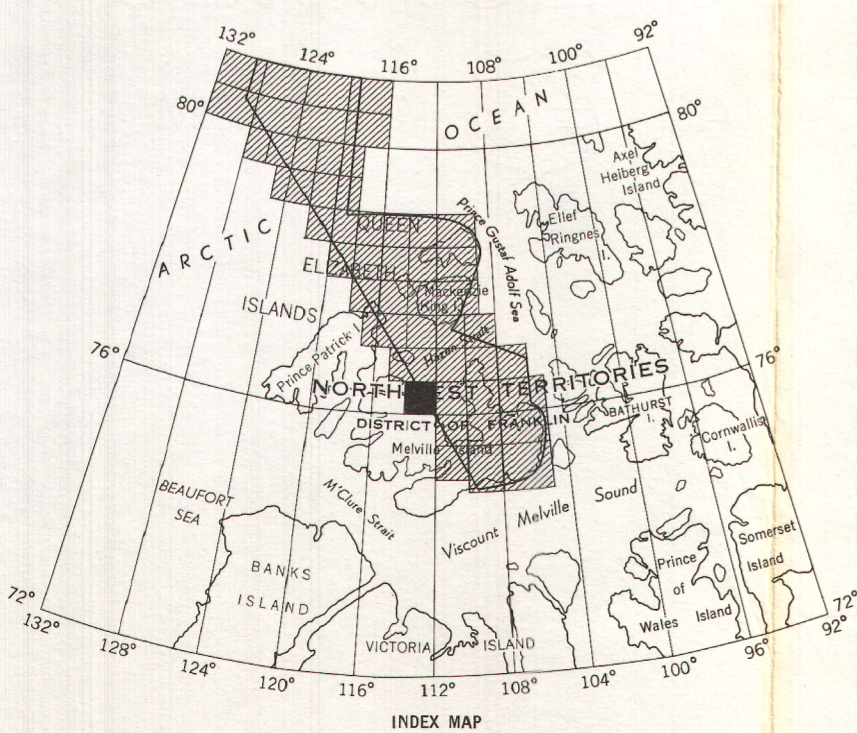 132°
124°
116°
108°
100°
92°
80°
80°
OCEAN
Axel
Heiberg
Island
Prince Gustaf Adolf Sea
Ellef
Ringnes
I.
QUEEN
ARCTIC
ELIZABETH
Mackenzie
King I.
ISLANDS
Prince Patrick I.
Hazen Strait
76°
76°
NORTHWEST TERRITORIES
BATHURST
I.
DISTRICT OF FRANKLIN
Cornwallis
I.
Melville Island
BEAUFORT
SEA
M'Clure Strait
Viscount Melville Sound
Somerset
Island
BANKS
ISLAND
Prince
of
Wales Island
VICTORIA ISLAND
72°
72°
132°
128°
124°
120°
116°
112°
108°
104°
100°
96°
92°
INDEX MAP